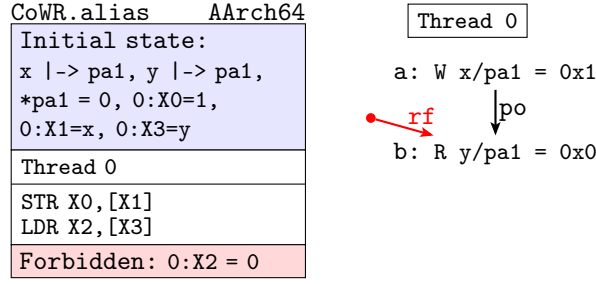 CoWR.alias AArch64
Initial state:
x |-> pa1, y |-> pa1,
*pa1 = 0, 0:X0=1,
0:X1=x, 0:X3=y
Thread 0
STR X0,[X1]
LDR X2,[X3]
Forbidden: 0:X2 = 0
Thread 0
a: W x/pa1 = 0x1
po
rf
b: R y/pa1 = 0x0